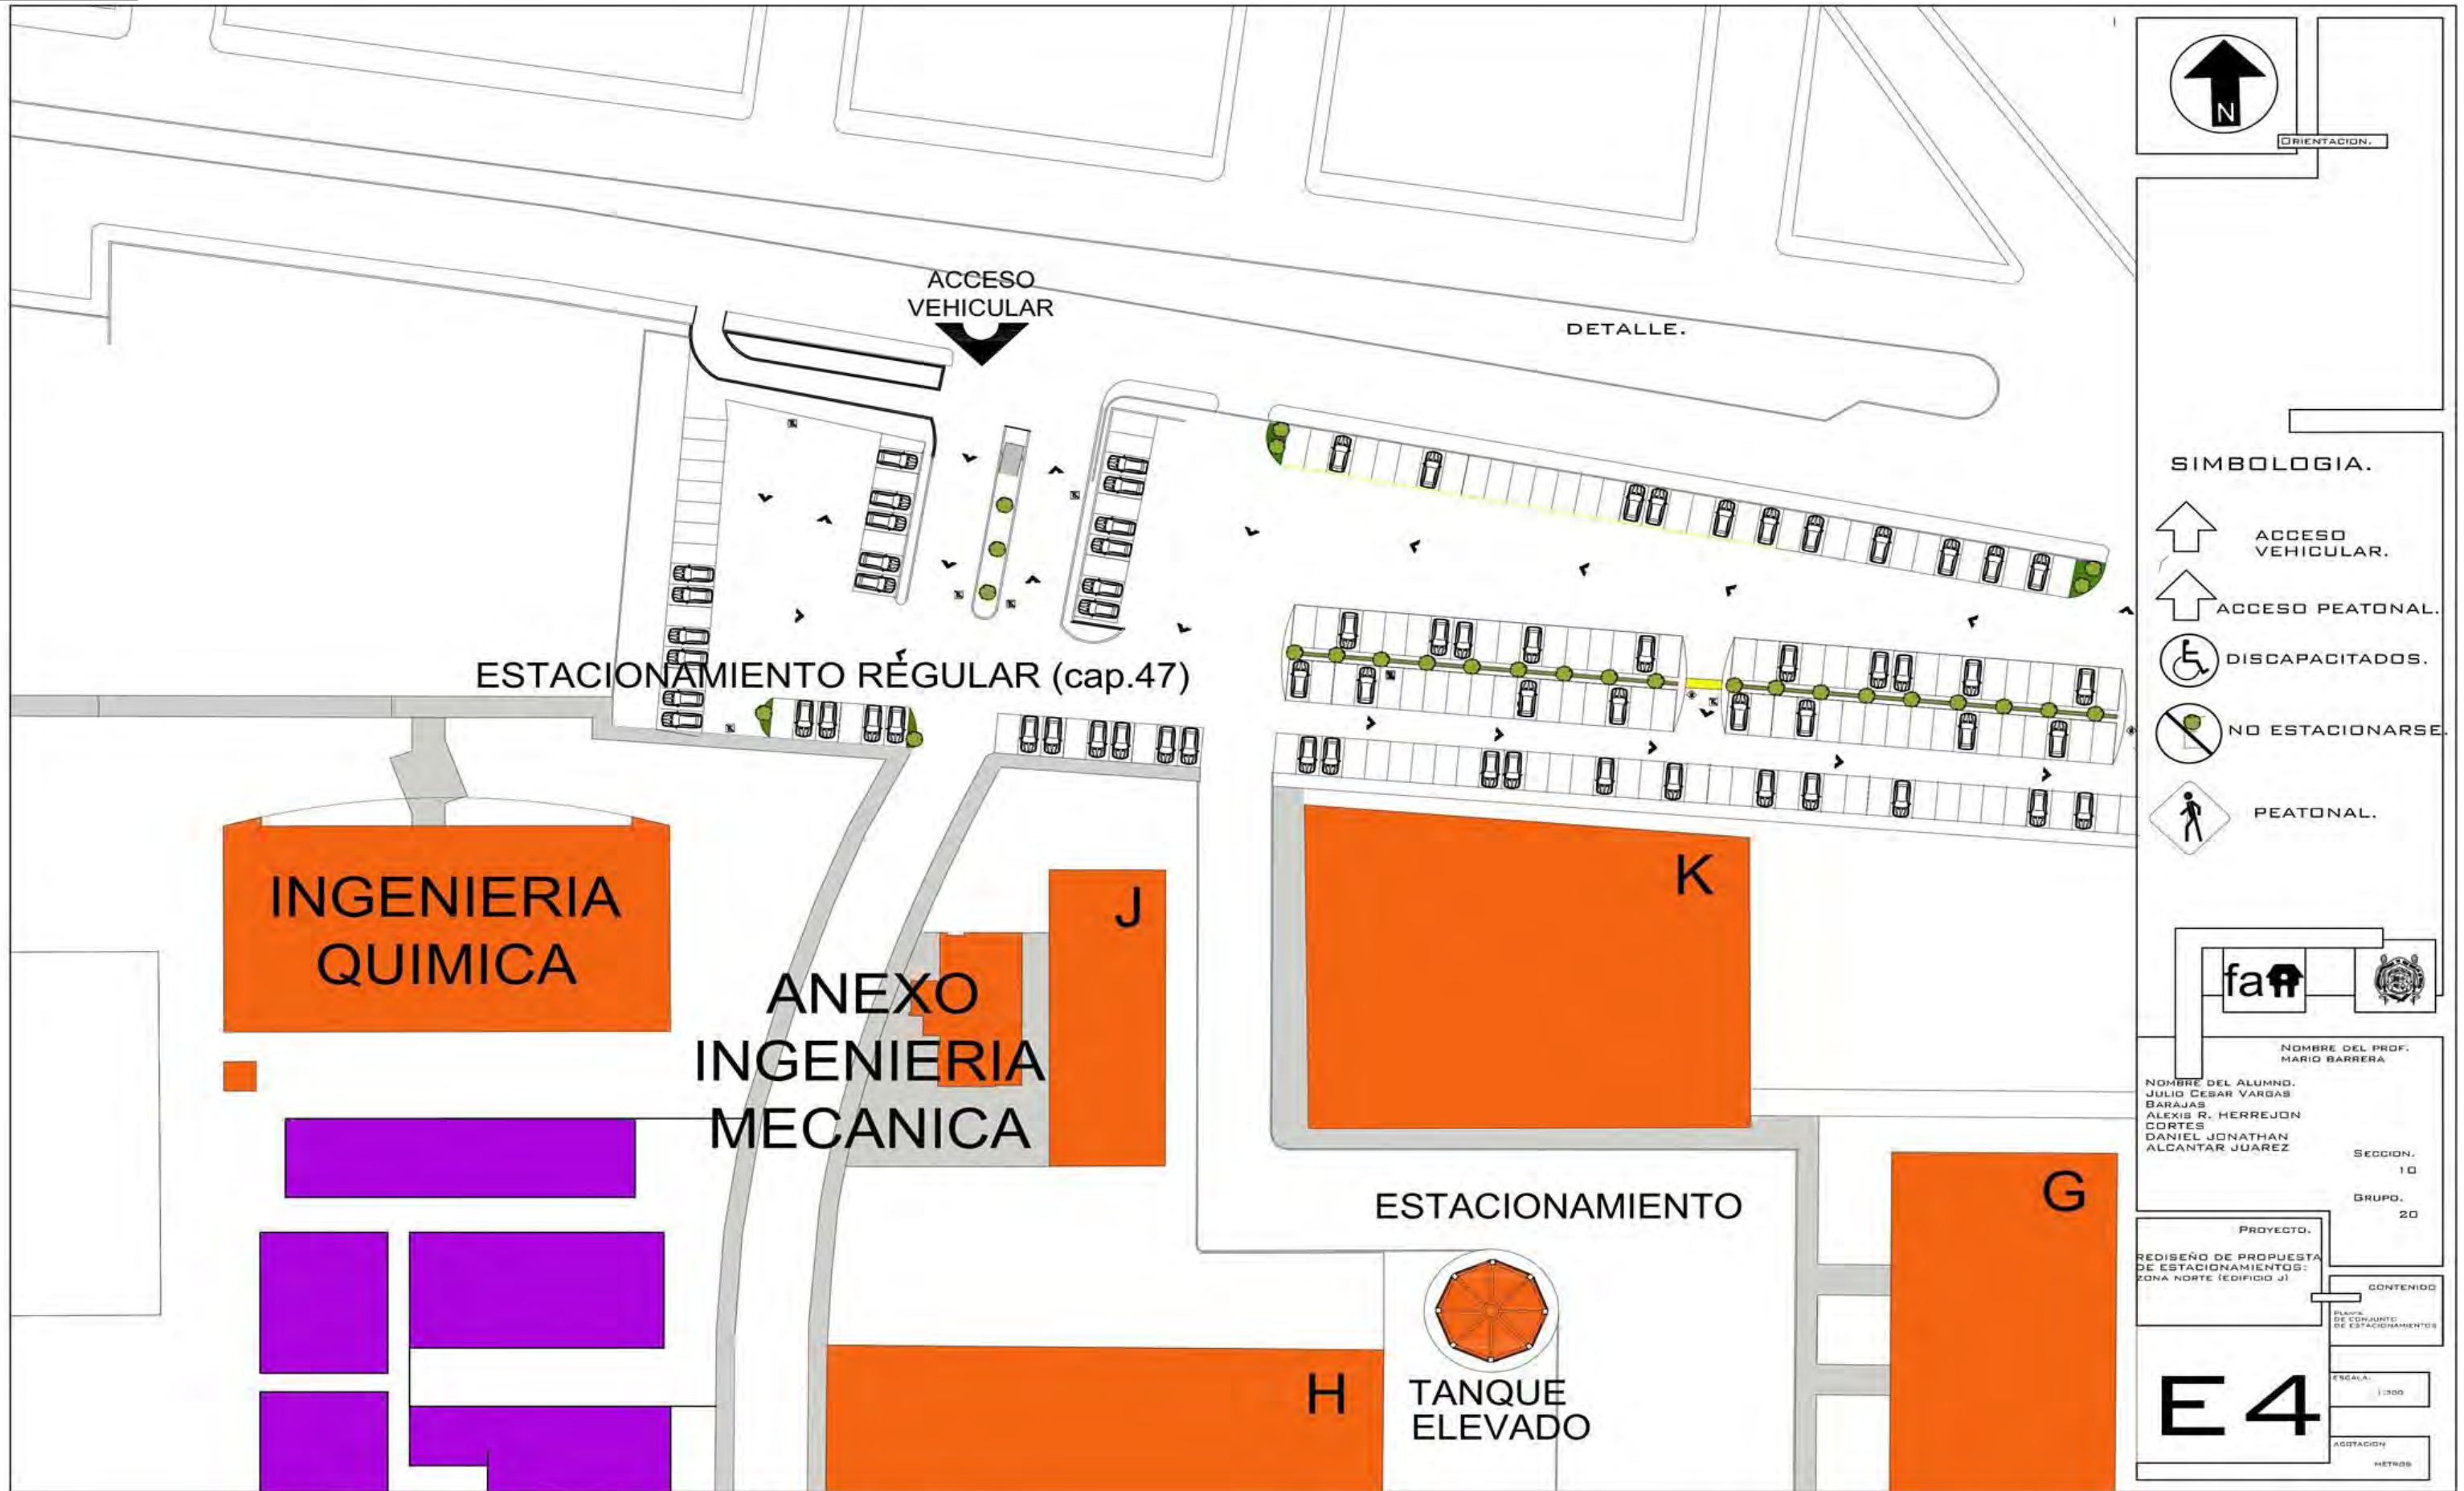 N
ORIENTACION.
ACCESO
VEHICULAR
DETALLE.
SIMBOLOGIA.
ACCESO
VEHICULAR.
ACCESO PEATONAL.
DISCAPACITADOS.
NO ESTACIONARSE.
PEATONAL.
ESTACIONAMIENTO REGULAR (cap.47)
INGENIERIA
QUIMICA
ANEXO
INGENIERIA
MECANICA
J
K
G
H
ESTACIONAMIENTO
TANQUE
ELEVADO
fa
NOMBRE DEL PROF.
MARIO BARRERA
NOMBRE DEL ALUMNO.
JULIO CESAR VARGAS
BARAJAS
ALEXIS R. HERREJON
CORTES
DANIEL JONATHAN
ALCANTAR JUAREZ
SECCION.
10
GRUPO.
20
PROYECTO.
REDISEÑO DE PROPUESTA
DE ESTACIONAMIENTOS:
ZONA NORTE (EDIFICIO J)
CONTENIDO
PLANTA
DE CONJUNTO
DE ESTACIONAMIENTOS
E4
ESCALA.
1:300
ACOTACION
METROS